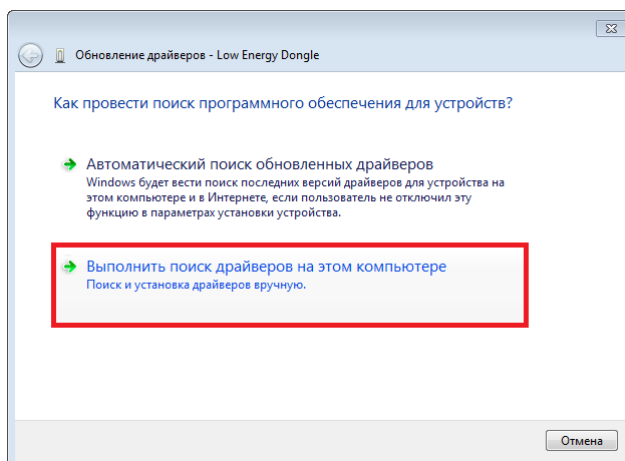 Обновление драйверов - Low Energy Dongle
Как провести поиск программного обеспечения для устройств?
Автоматический поиск обновленных драйверов
Windows будет вести поиск последних версий драйверов для устройства на
этом компьютере и в Интернете, если пользователь не отключил эту
функцию в параметрах установки устройства.
Выполнить поиск драйверов на этом компьютере
Поиск и установка драйверов вручную.
Отмена